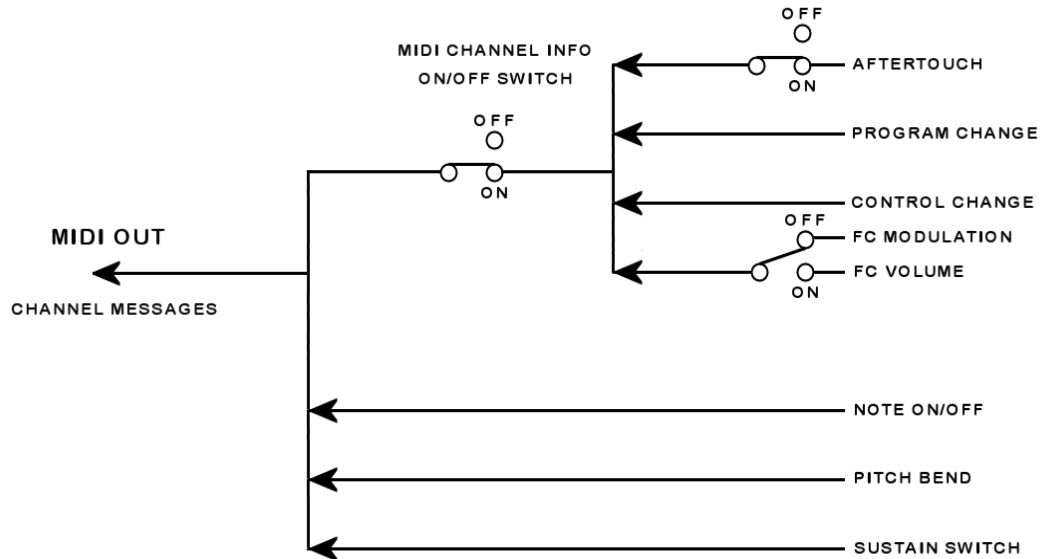 OFF
MIDI CHANNEL INFO
ON/OFF SWITCH
AFTERTOUCH
ON
OFF
PROGRAM CHANGE
ON
CONTROL CHANGE
OFF
FC MODULATION
MIDI OUT
FC VOLUME
ON
CHANNEL MESSAGES
NOTE ON/OFF
PITCH BEND
SUSTAIN SWITCH